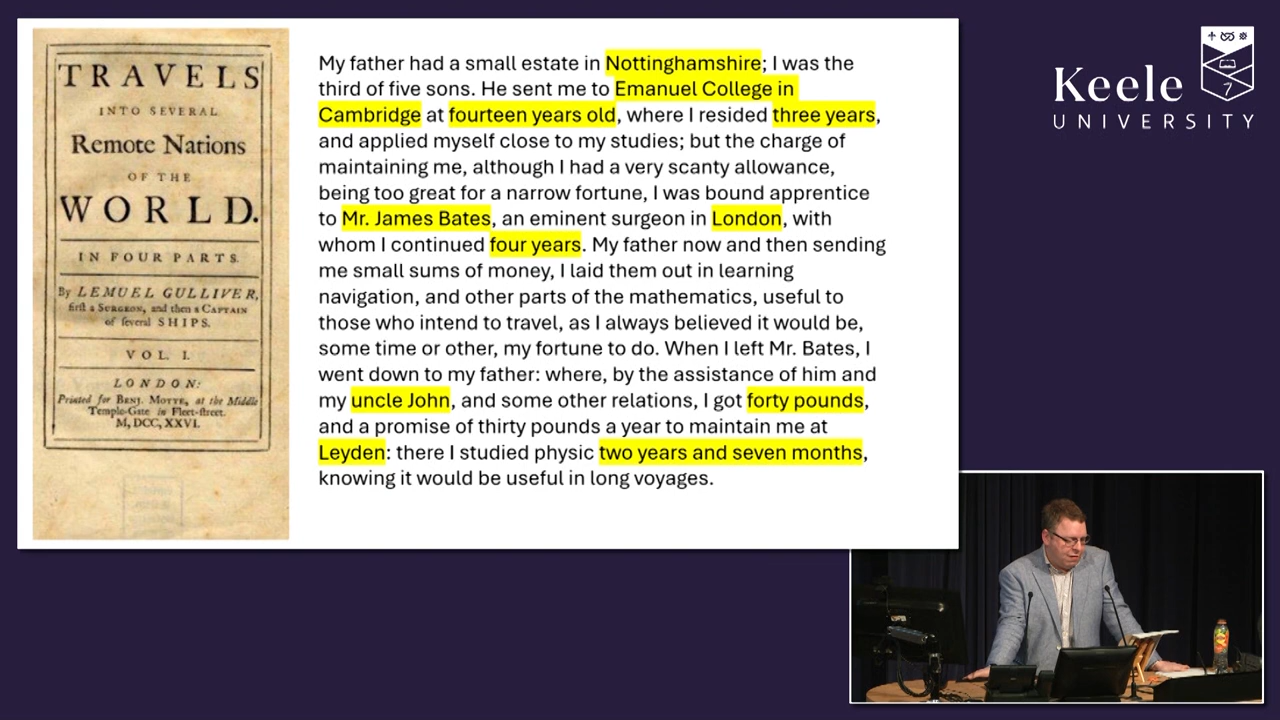 TRAVELS
INTO SEVERAL
Remote Nations
OF THE
WORLD.
IN FOUR PARTS.
By LEMUEL GULLIVER,
first a SURGEON, and then a CAPTAIN
of several SHIPS.
VOL. I.
LONDON:
Printed for BENJ. MOTTE, at the Middle
Temple-Gate in Fleet-street.
M, DCC, XXVI.
My father had a small estate in Nottinghamshire; I was the
third of five sons. He sent me to Emanuel College in
Cambridge at fourteen years old, where I resided three years,
and applied myself close to my studies; but the charge of
maintaining me, although I had a very scanty allowance,
being too great for a narrow fortune, I was bound apprentice
to Mr. James Bates, an eminent surgeon in London, with
whom I continued four years. My father now and then sending
me small sums of money, I laid them out in learning
navigation, and other parts of the mathematics, useful to
those who intend to travel, as I always believed it would be,
some time or other, my fortune to do. When I left Mr. Bates, I
went down to my father: where, by the assistance of him and
my uncle John, and some other relations, I got forty pounds,
and a promise of thirty pounds a year to maintain me at
Leyden: there I studied physic two years and seven months,
knowing it would be useful in long voyages.
Keele
UNIVERSITY